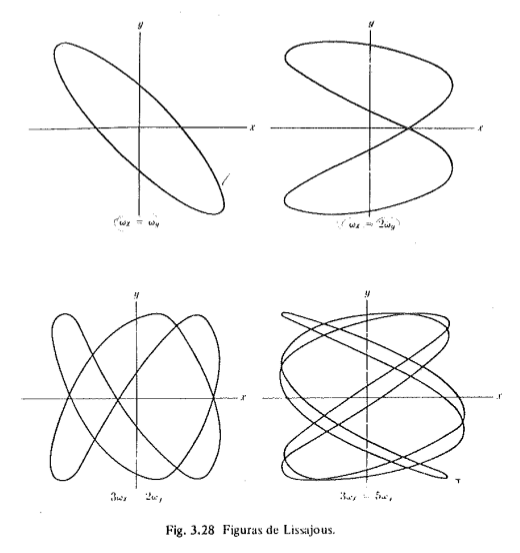 y
y
x
x
ωx = ωy
ωx = 2ωy
y
y
x
x
3ωx = 2ωy
3ωx = 5ωy
Fig. 3.28 Figuras de Lissajous.